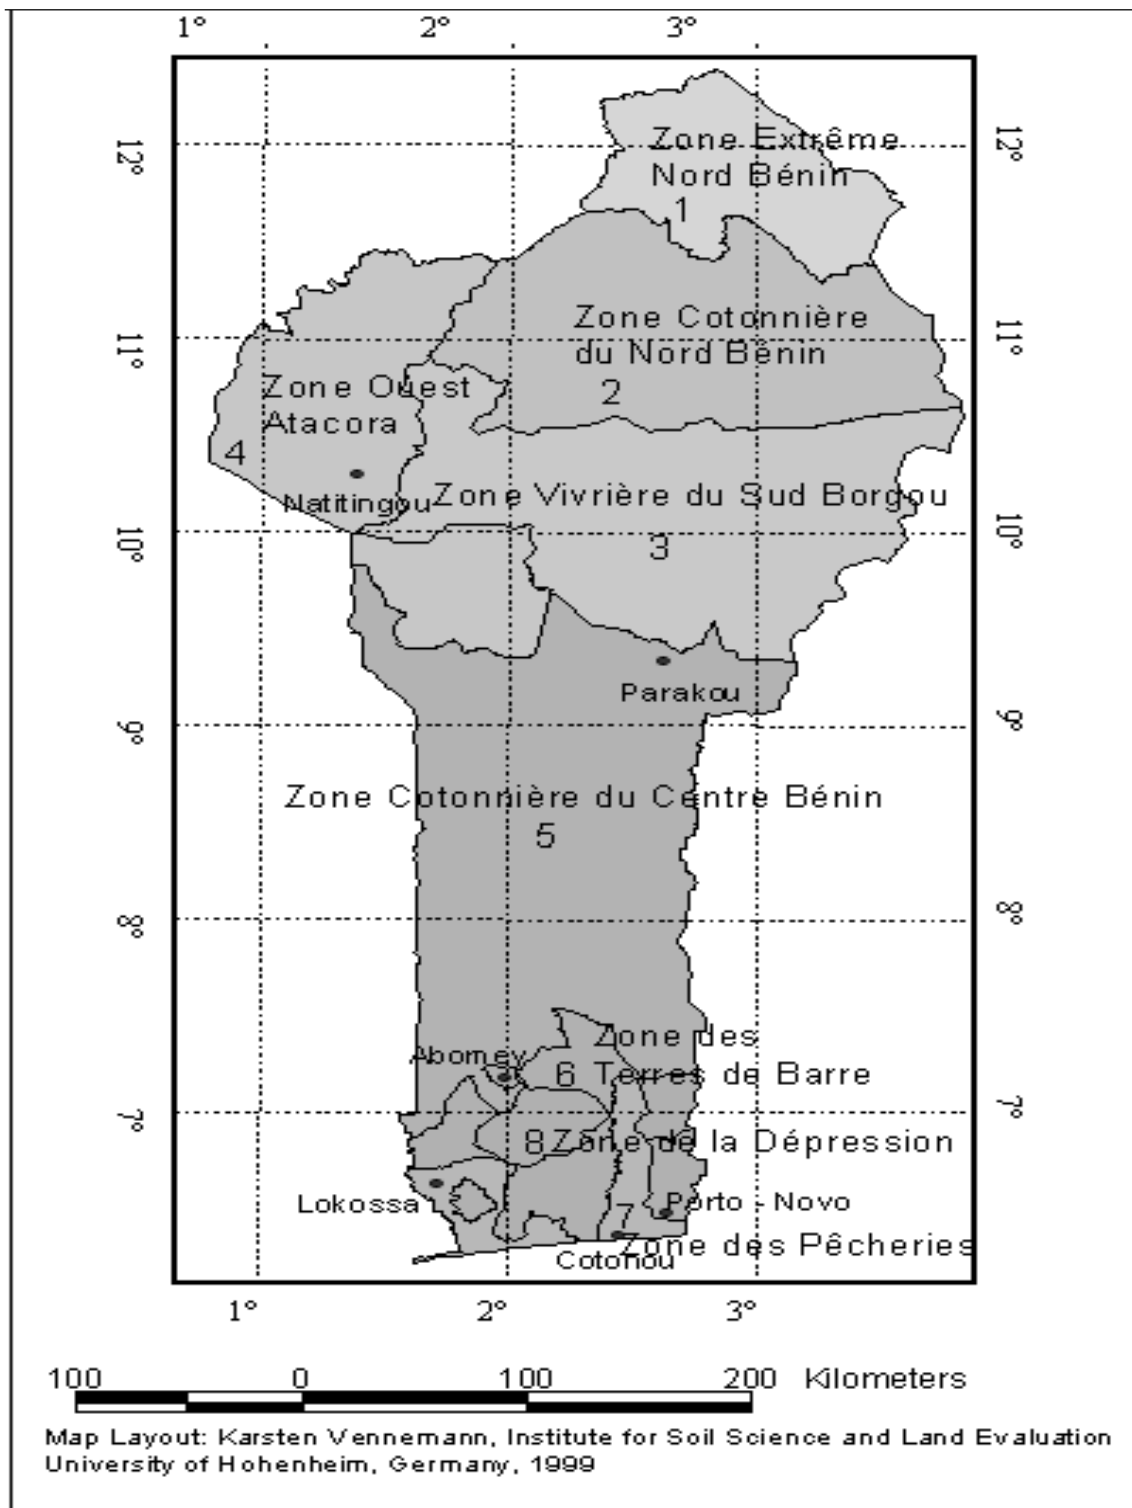 1° 2° 3°
12° 12°
Zone Extrême
Nord Bénin
1
Zone Cotonnière
du Nord Bénin
2
11° 11°
Zone Ouest
Atacora
4
Natitingou
Zone Vivrière du Sud Borgou
3
10° 10°
Parakou
9° 9°
Zone Cotonnière du Centre Bénin
5
8° 8°
Zone des
Abomey
6 Terres de Barre
7° 7°
8 Zone de la Dépression
Lokossa
7
Porto - Novo
Zone des Pêcheries
Cotonou
1° 2° 3°
100 0 100 200 Kilometers
Map Layout: Karsten Vennemann, Institute for Soil Science and Land Evaluation
University of Hohenheim, Germany, 1999